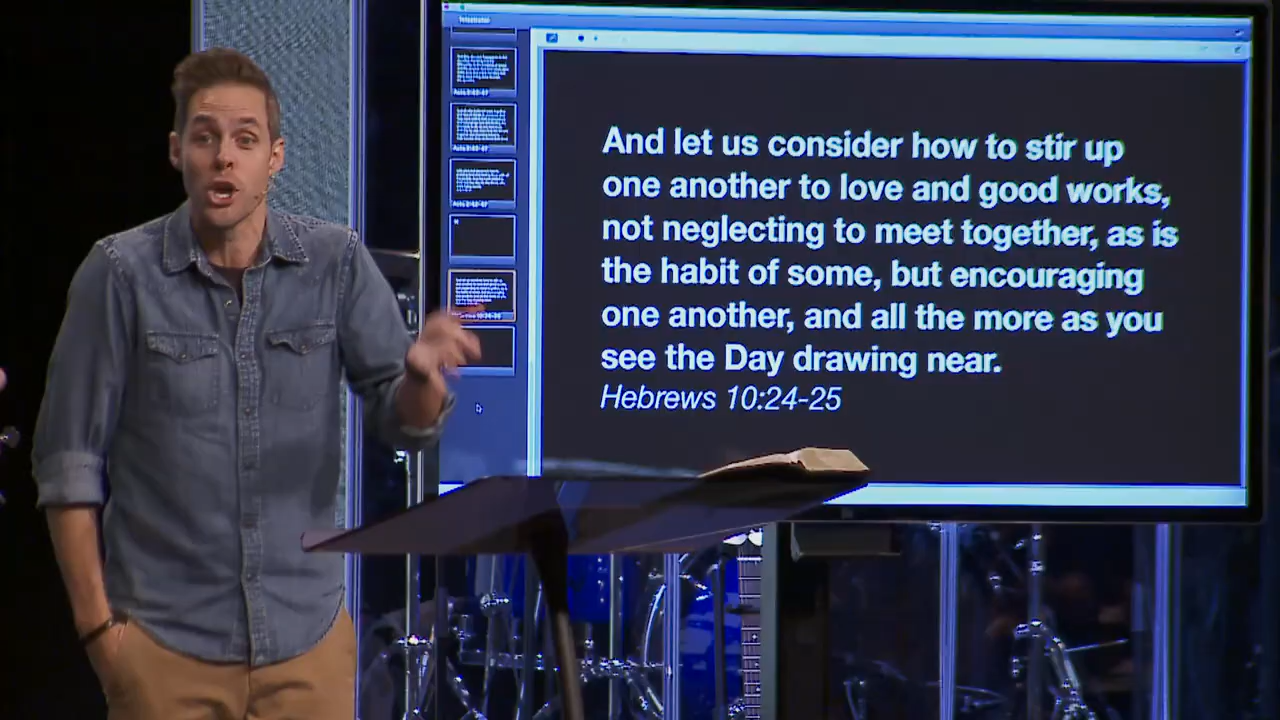 And let us consider how to stir up
one another to love and good works,
not neglecting to meet together, as is
the habit of some, but encouraging
one another, and all the more as you
see the Day drawing near.
Hebrews 10:24-25